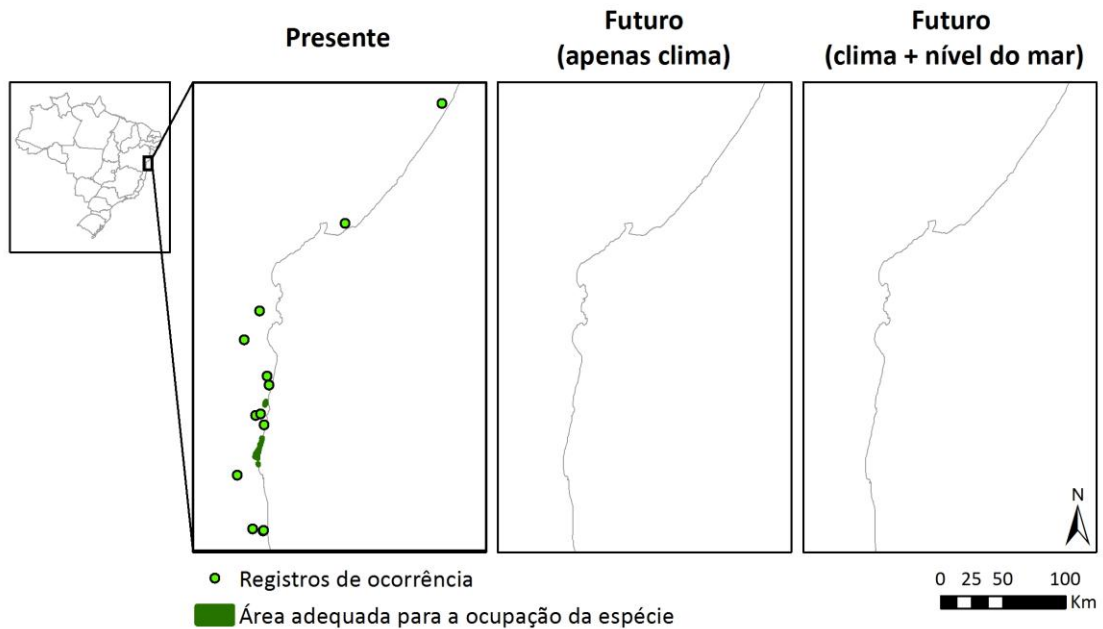 Presente
Futuro
(apenas clima)
Futuro
(clima + nível do mar)
N
Registros de ocorrência
Área adequada para a ocupação da espécie
0 25 50 100
Km